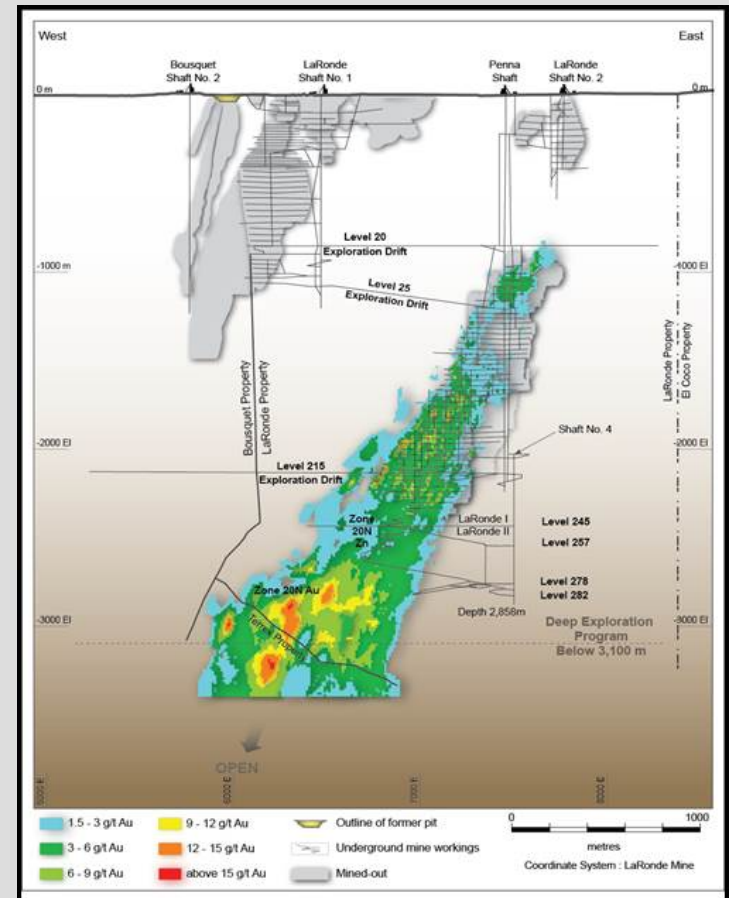 West
East
Bousquet
Shaft No. 2
LaRonde
Shaft No. 1
Penna
Shaft
LaRonde
Shaft No. 2
0 m
0 m
Level 20
Exploration Drift
-1000 m
-1000 El
Level 25
Exploration Drift
Bousquet Property
LaRonde Property
LaRonde Property
El Coco Property
Shaft No. 4
-2000 El
-2000 El
Level 215
Exploration Drift
Zone
20N
Zn
LaRonde I
LaRonde II
Level 245
Level 257
Level 278
Level 282
Zone 20N Au
Depth 2,858m
-3000 El
-3000 El
Deep Exploration
Program
Below 3,100 m
OPEN
5000 E
6000 E
7000 E
8000 E
1.5 - 3 g/t Au
3 - 6 g/t Au
6 - 9 g/t Au
9 - 12 g/t Au
12 - 15 g/t Au
above 15 g/t Au
Outline of former pit
Underground mine workings
Mined-out
0
1000
metres
Coordinate System : LaRonde Mine